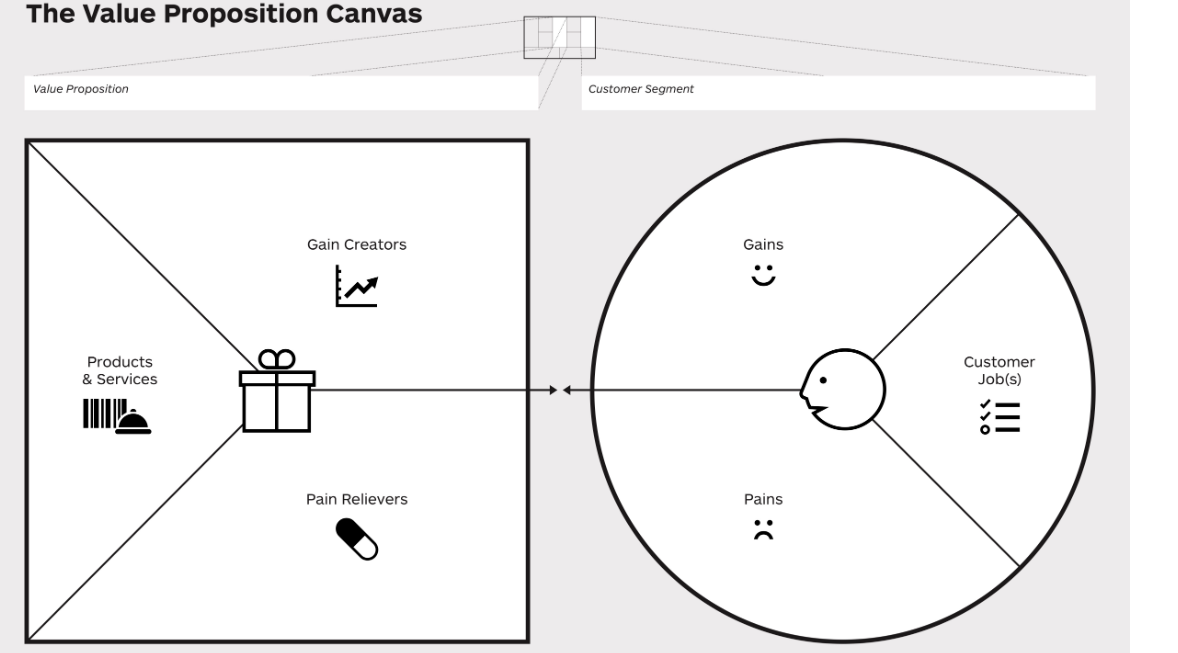 The Value Proposition Canvas
Value Proposition
Customer Segment
Gain Creators
Gains
Products
& Services
Customer
Job(s)
Pain Relievers
Pains